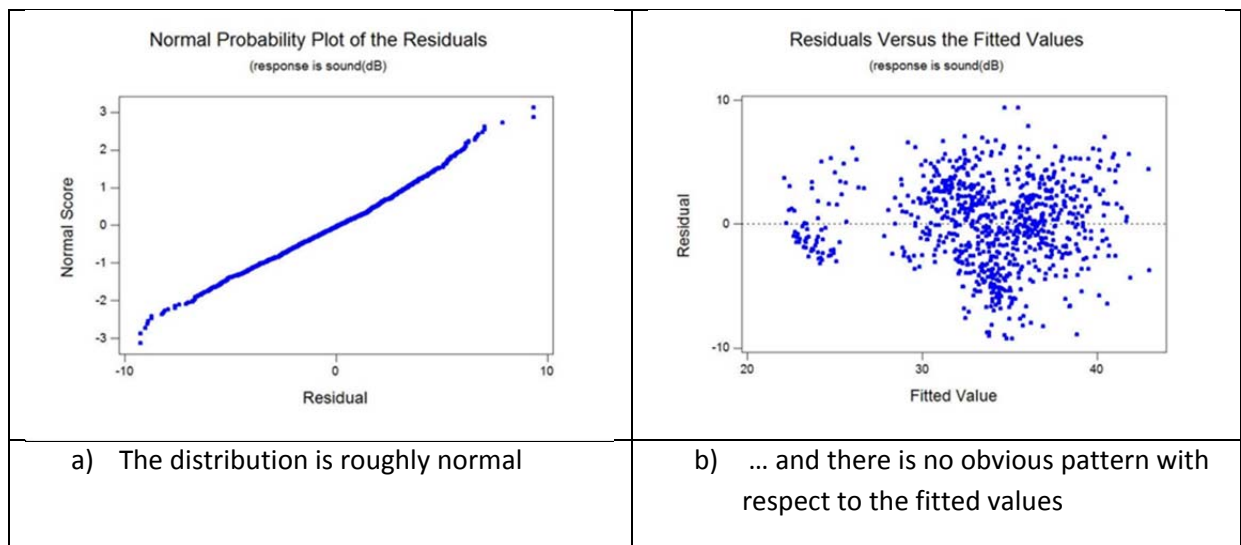 Normal Probability Plot of the Residuals
(response is sound(dB)
3
2
1
0
-1
-2
-3
Normal Score
-10
0
10
Residual
a) The distribution is roughly normal
Residuals Versus the Fitted Values
(response is sound(dB)
10
0
-10
Residual
20
30
40
Fitted Value
b) … and there is no obvious pattern with
respect to the fitted values